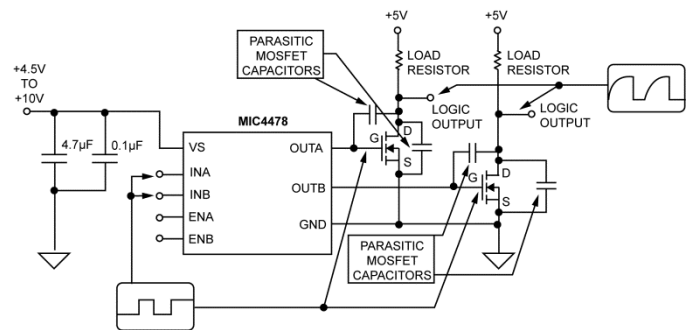 +5V
+5V
PARASITIC
MOSFET
CAPACITORS
LOAD
RESISTOR
LOAD
RESISTOR
+4.5V
TO
+10V
LOGIC
OUTPUT
LOGIC
OUTPUT
MIC4478
4.7µF
0.1µF
VS
OUTA
G
D
S
INA
INB
OUTB
G
D
S
ENA
GND
ENB
PARASITIC
MOSFET
CAPACITORS